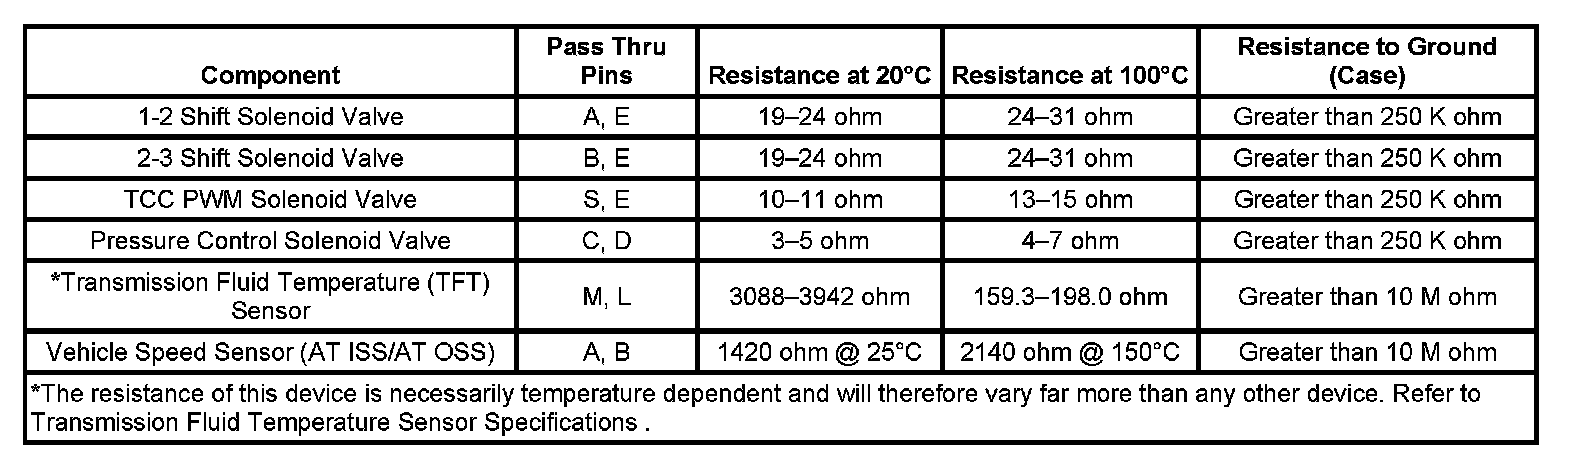 Component | Pass Thru Pins | Resistance at 20°C | Resistance at 100°C | Resistance to Ground (Case)
1-2 Shift Solenoid Valve | A, E | 19–24 ohm | 24–31 ohm | Greater than 250 K ohm
2-3 Shift Solenoid Valve | B, E | 19–24 ohm | 24–31 ohm | Greater than 250 K ohm
TCC PWM Solenoid Valve | S, E | 10–11 ohm | 13–15 ohm | Greater than 250 K ohm
Pressure Control Solenoid Valve | C, D | 3–5 ohm | 4–7 ohm | Greater than 250 K ohm
*Transmission Fluid Temperature (TFT) Sensor | M, L | 3088–3942 ohm | 159.3–198.0 ohm | Greater than 10 M ohm
Vehicle Speed Sensor (AT ISS/AT OSS) | A, B | 1420 ohm @ 25°C | 2140 ohm @ 150°C | Greater than 10 M ohm
*The resistance of this device is necessarily temperature dependent and will therefore vary far more than any other device. Refer to
Transmission Fluid Temperature Sensor Specifications .